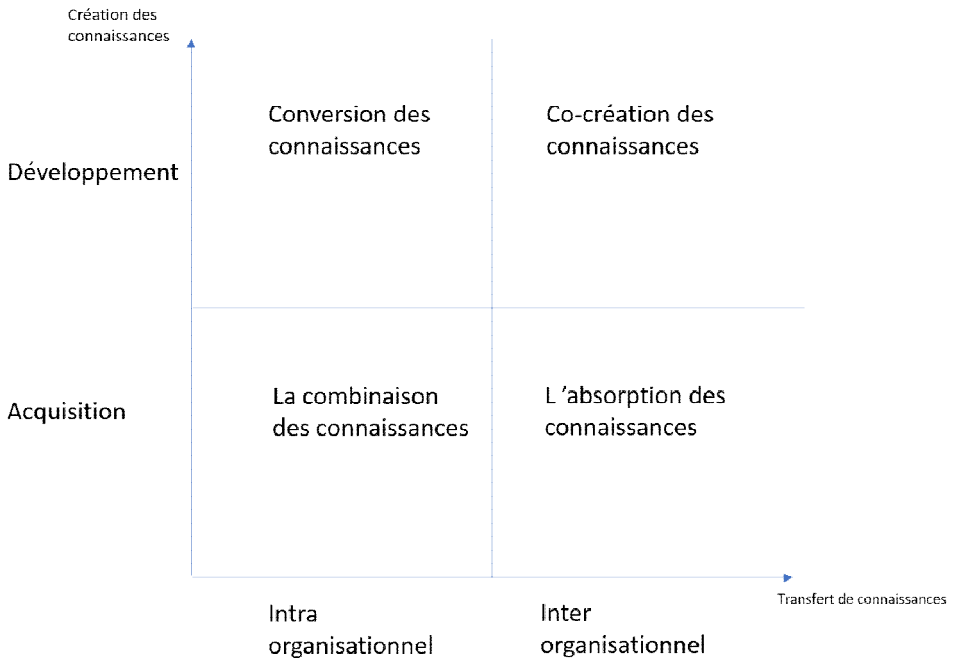 Création des
connaissances
Conversion des
connaissances
Co-création des
connaissances
Développement
La combinaison
des connaissances
L ’absorption des
connaissances
Acquisition
Transfert de connaissances
Intra
organisationnel
Inter
organisationnel